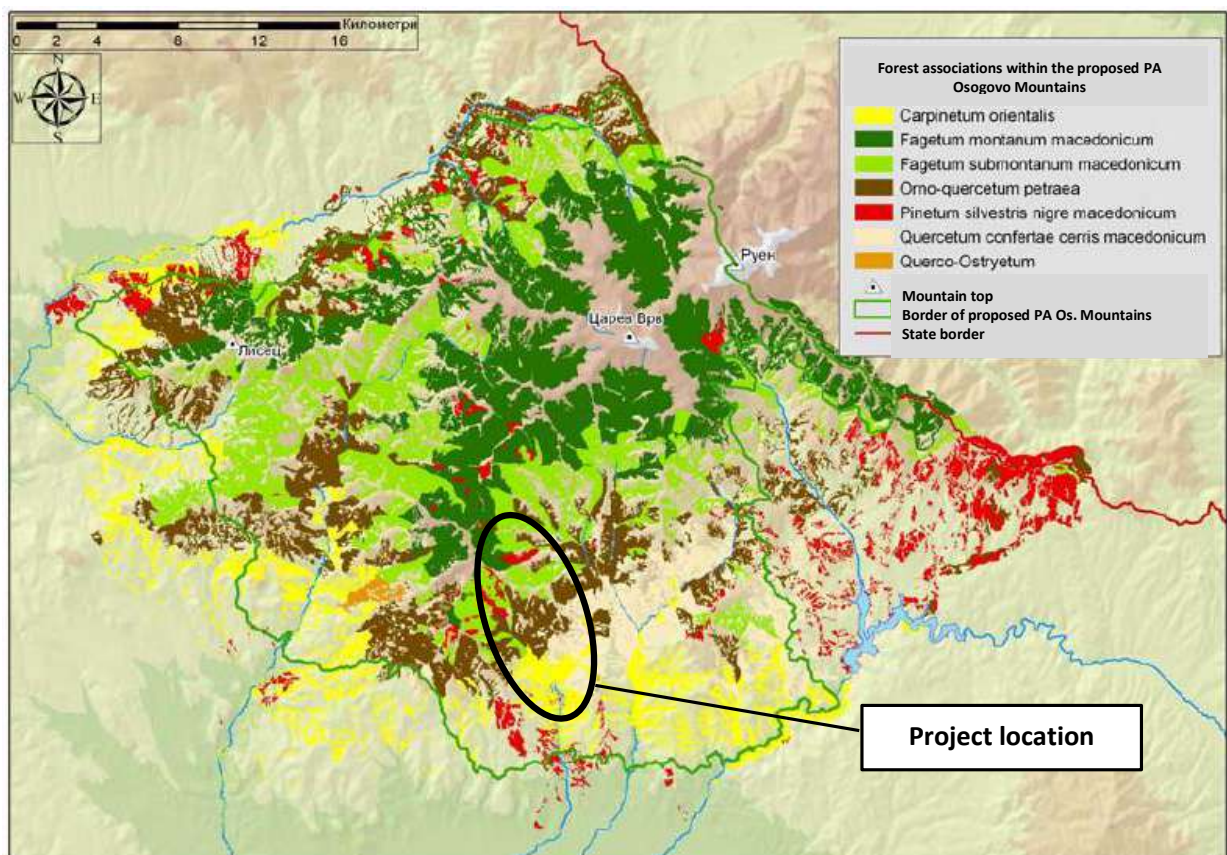 Километри
0 2 4 8 12 16
N
W E
S
Forest associations within the proposed PA
Osogovo Mountains
Carpinetum orientalis
Fagetum montanum macedonicum
Fagetum submontanum macedonicum
Orno-quercetum petraea
Pinetum silvestris nigre macedonicum
Quercetum confertae cerris macedonicum
Querco-Ostryetum
Mountain top
Border of proposed PA Os. Mountains
State border
Руен
Царев Врв
Лисец
Project location